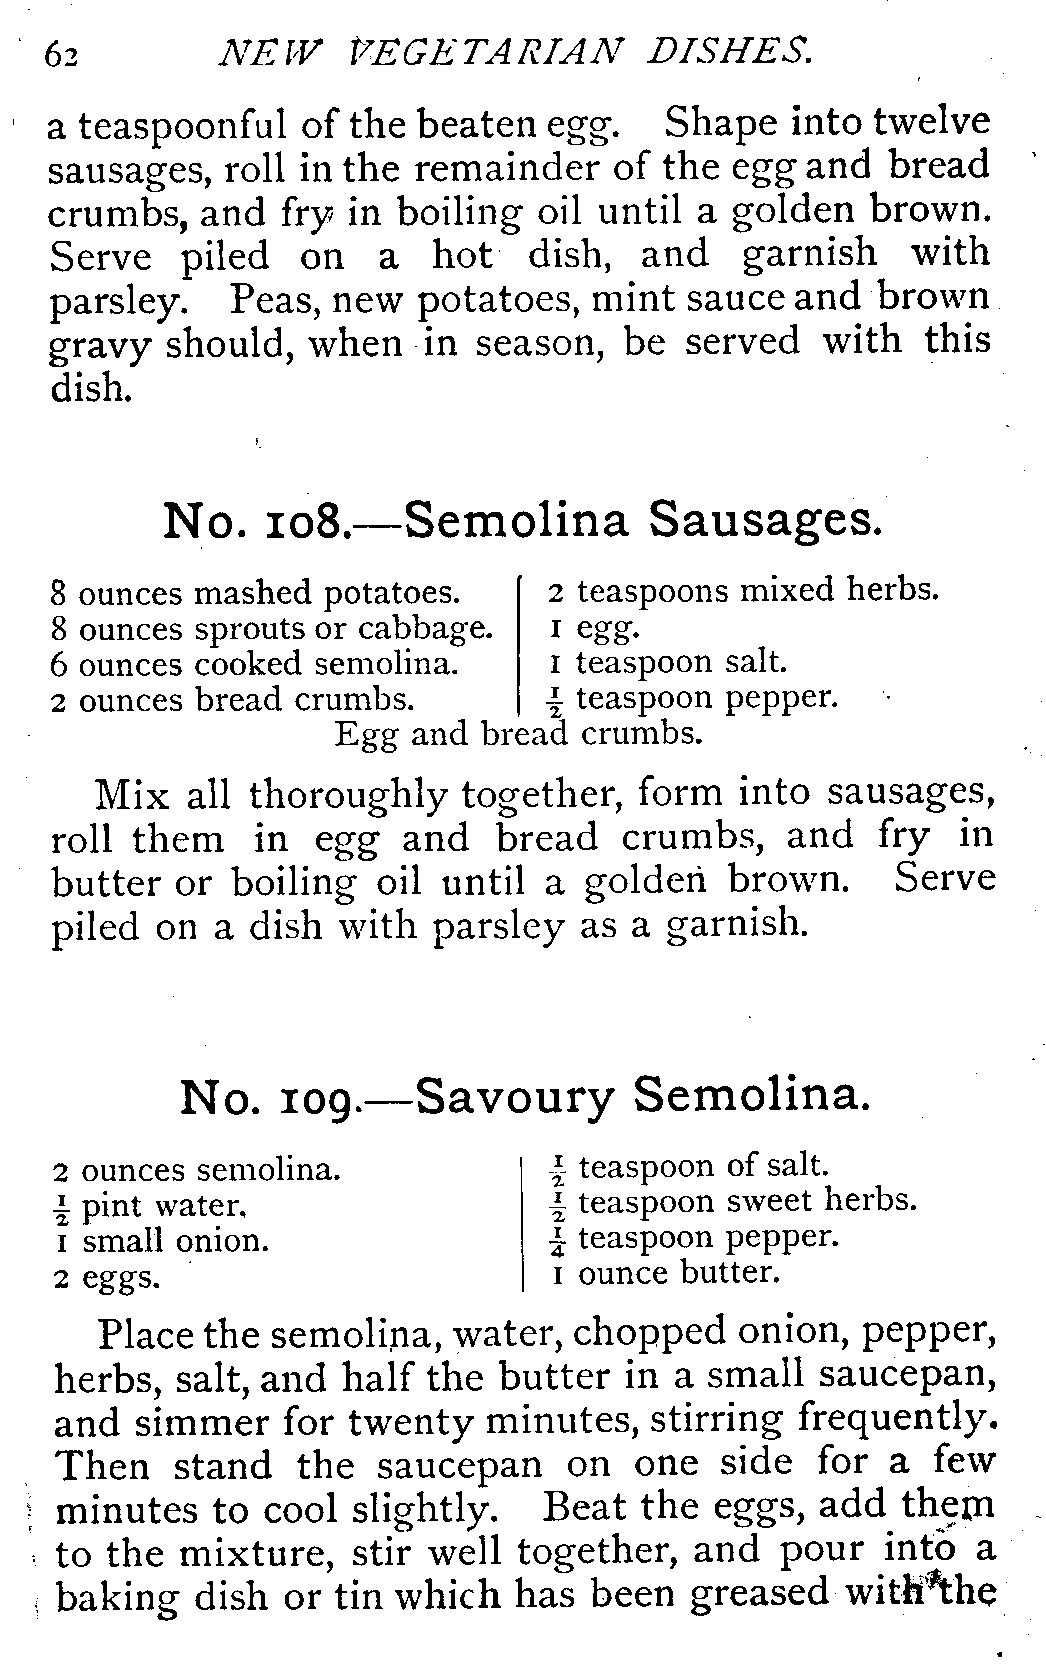 62 NEW VEGETARIAN DISHES.
a teaspoonful of the beaten egg. Shape into twelve
sausages, roll in the remainder of the egg and bread
crumbs, and fry in boiling oil until a golden brown.
Serve piled on a hot dish, and garnish with
parsley. Peas, new potatoes, mint sauce and brown
gravy should, when in season, be served with this
dish.
No. 108.—Semolina Sausages.
8 ounces mashed potatoes.
8 ounces sprouts or cabbage.
6 ounces cooked semolina.
2 ounces bread crumbs.
2 teaspoons mixed herbs.
1 egg.
1 teaspoon salt.
½ teaspoon pepper.
Egg and bread crumbs.
Mix all thoroughly together, form into sausages,
roll them in egg and bread crumbs, and fry in
butter or boiling oil until a golden brown. Serve
piled on a dish with parsley as a garnish.
No. 109.—Savoury Semolina.
2 ounces semolina.
½ pint water.
1 small onion.
2 eggs.
½ teaspoon of salt.
½ teaspoon sweet herbs.
¼ teaspoon pepper.
1 ounce butter.
Place the semolina, water, chopped onion, pepper,
herbs, salt, and half the butter in a small saucepan,
and simmer for twenty minutes, stirring frequently.
Then stand the saucepan on one side for a few
minutes to cool slightly. Beat the eggs, add them
to the mixture, stir well together, and pour into a
baking dish or tin which has been greased with the